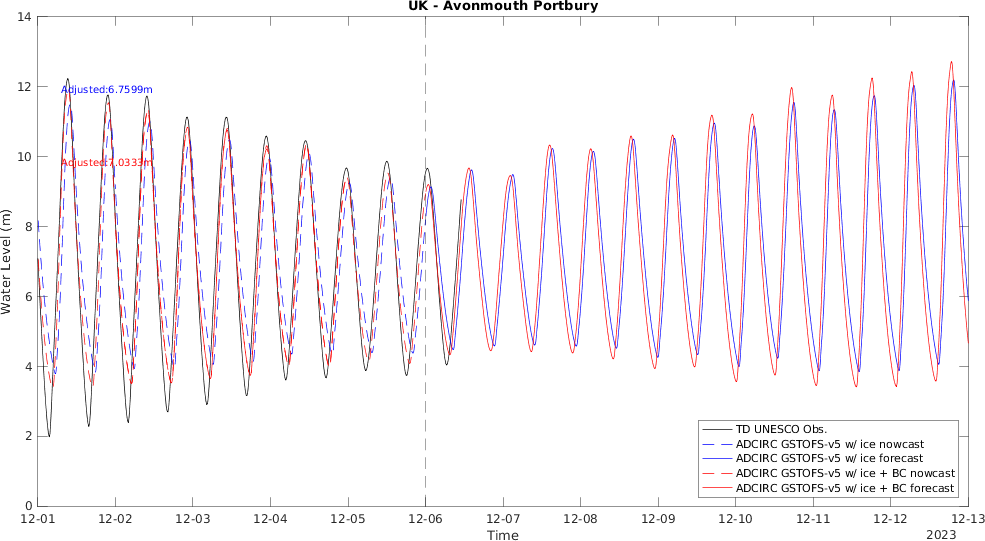 UK - Avonmouth Portbury
14
12
10
8
6
4
2
0
Water Level (m)
Adjusted:6.7599m
Adjusted:7.0333m
TD UNESCO Obs.
ADCIRC GSTOFS-v5 w/ ice nowcast
ADCIRC GSTOFS-v5 w/ ice forecast
ADCIRC GSTOFS-v5 w/ ice + BC nowcast
ADCIRC GSTOFS-v5 w/ ice + BC forecast
12-01 12-02 12-03 12-04 12-05 12-06 12-07 12-08 12-09 12-10 12-11 12-12 12-13
Time
2023